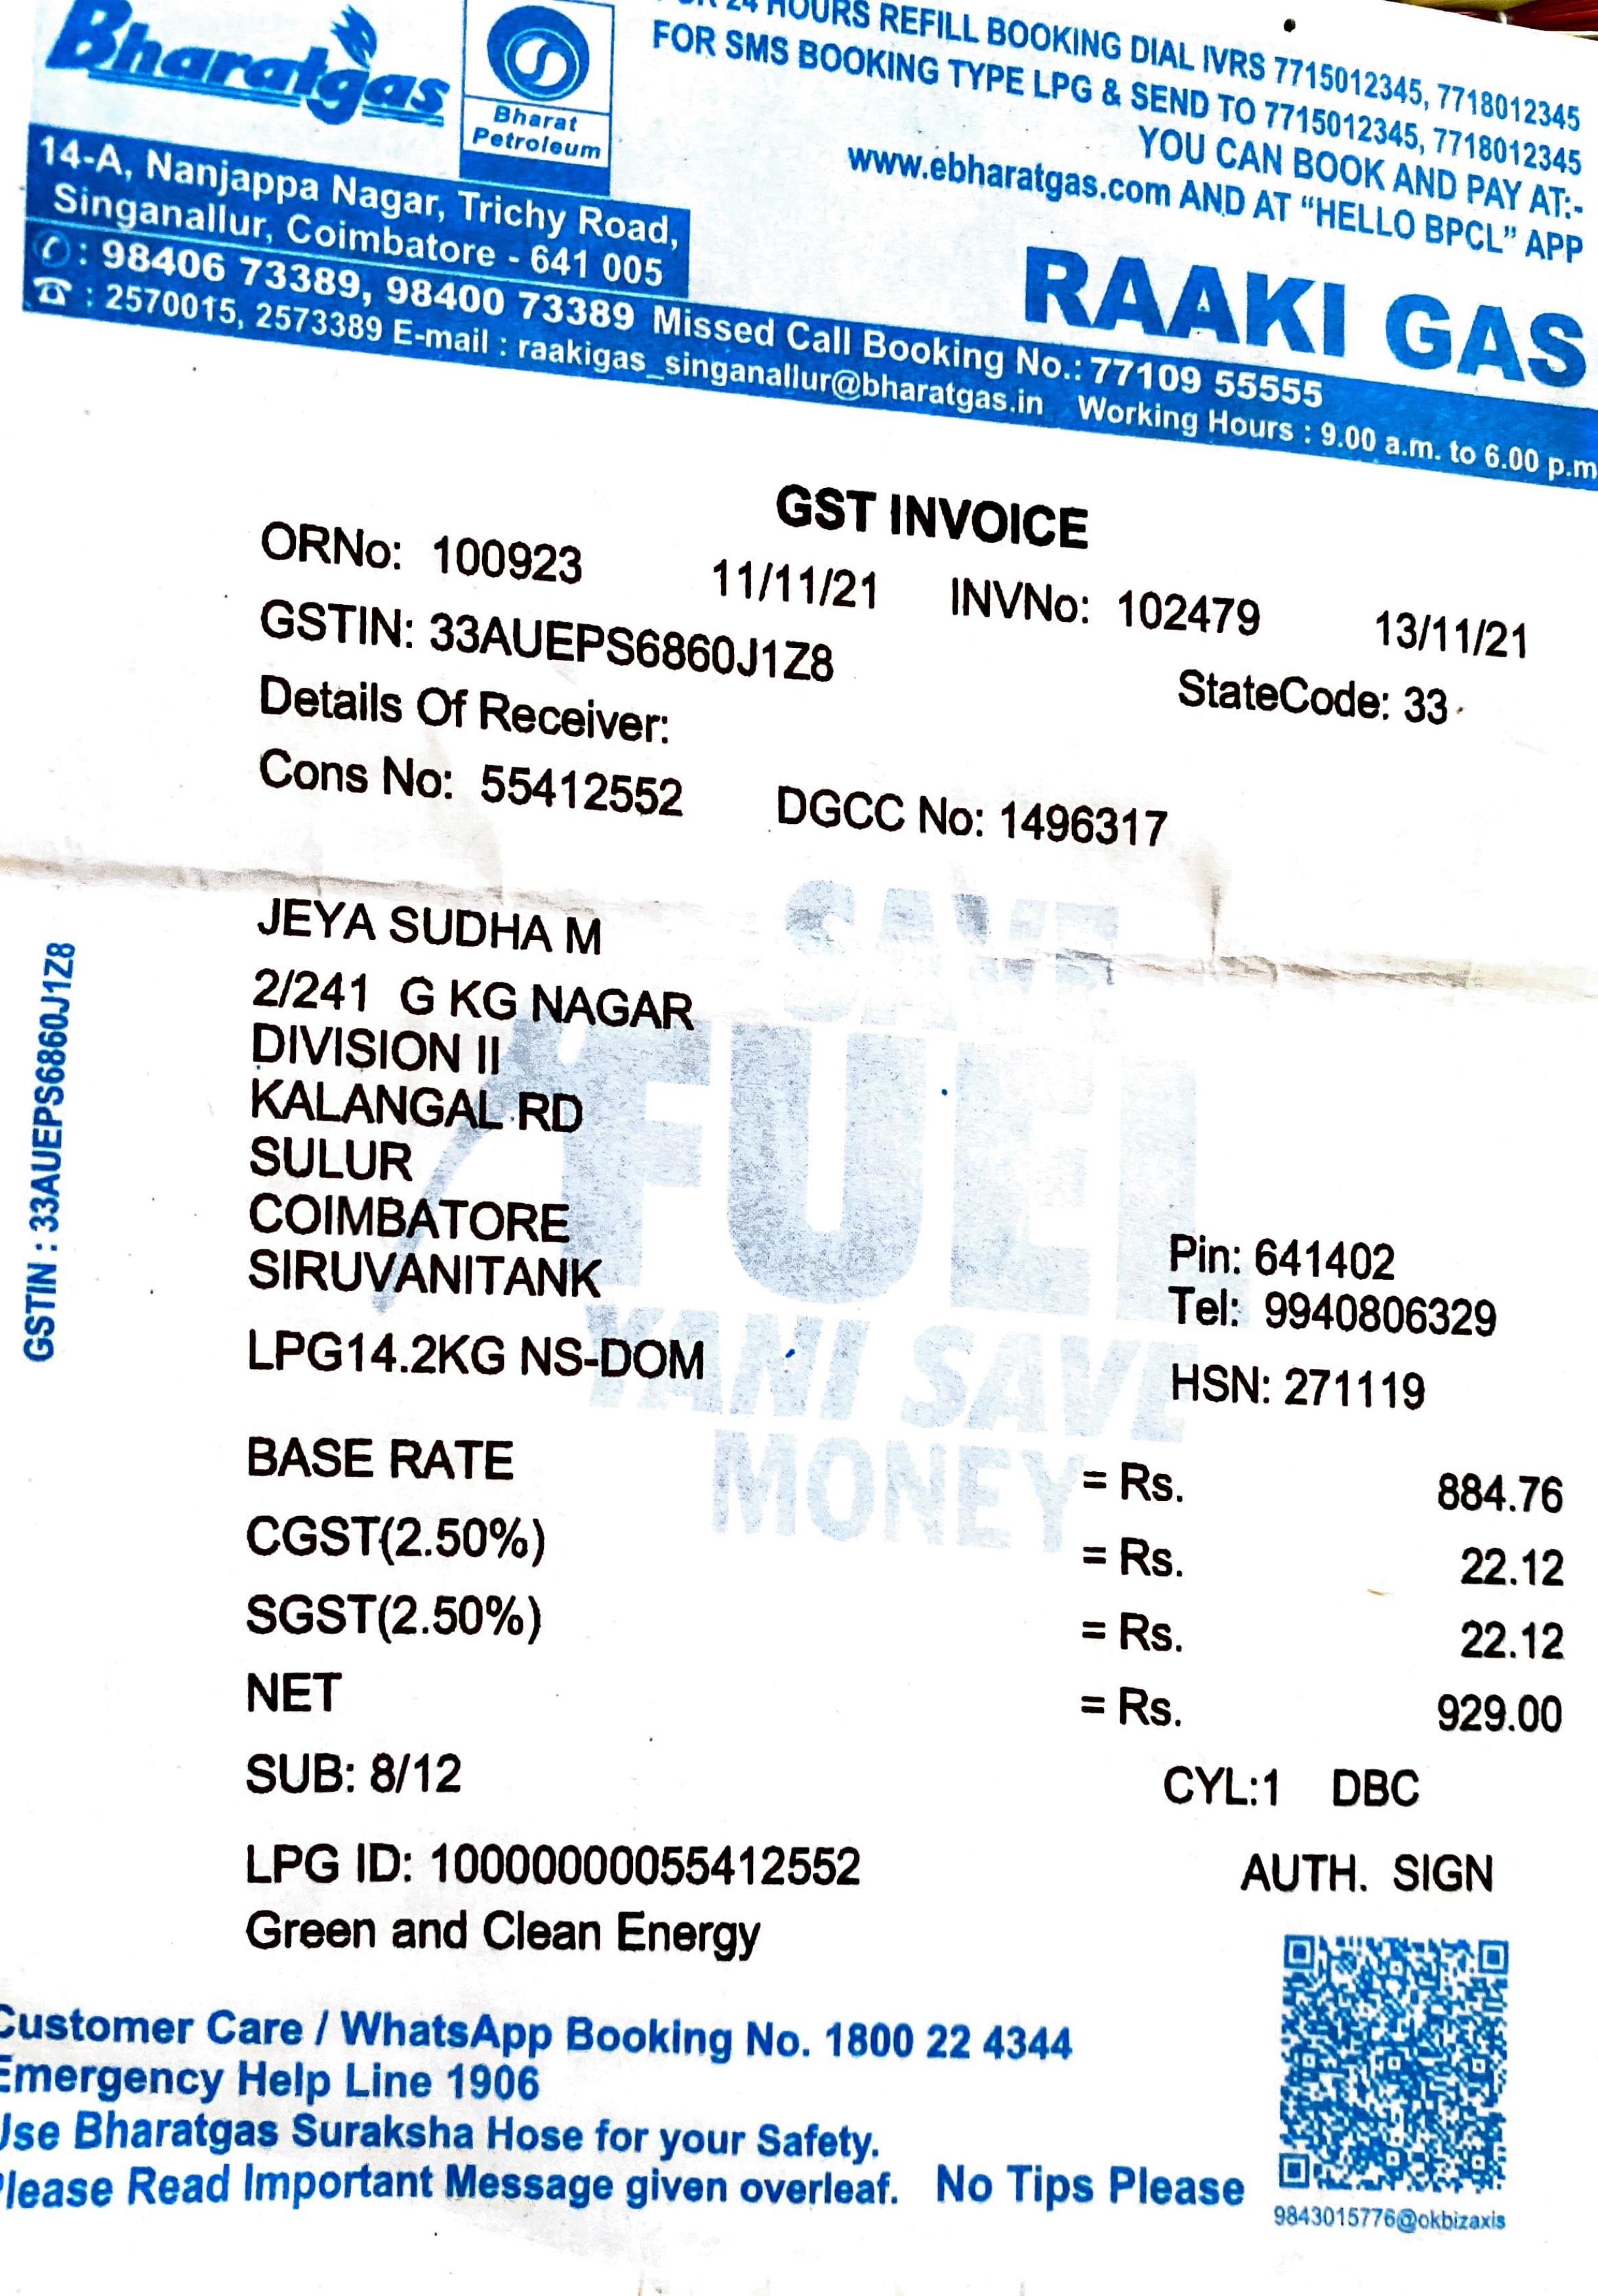 Bharatgas
Bharat
Petroleum
24 HOURS REFILL BOOKING DIAL IVRS 7715012345, 7718012345
FOR SMS BOOKING TYPE LPG & SEND TO 7715012345, 7718012345
YOU CAN BOOK AND PAY AT:-
www.ebharatgas.com AND AT “HELLO BPCL” APP
14-A, Nanjappa Nagar, Trichy Road,
Singanallur, Coimbatore - 641 005
RAAKI GAS
: 98406 73389, 98400 73389 Missed Call Booking No.: 77109 55555
: 2570015, 2573389 E-mail : raakigas_singanallur@bharatgas.in Working Hours : 9.00 a.m. to 6.00 p.m
GST INVOICE
ORNo: 100923 11/11/21 INVNo: 102479 13/11/21
GSTIN: 33AUEPS6860J1Z8 StateCode: 33
Details Of Receiver:
Cons No: 55412552 DGCC No: 1496317
JEYA SUDHA M
2/241 G KG NAGAR
DIVISION II
KALANGAL RD
SULUR
COIMBATORE Pin: 641402
SIRUVANITANK Tel: 9940806329
LPG14.2KG NS-DOM HSN: 271119
BASE RATE = Rs. 884.76
CGST(2.50%) = Rs. 22.12
SGST(2.50%) = Rs. 22.12
NET = Rs. 929.00
SUB: 8/12 CYL:1 DBC
LPG ID: 10000000055412552 AUTH. SIGN
Green and Clean Energy
SAVE
FUEL
YANI SAVE
MONEY
GSTIN : 33AUEPS6860J1Z8
Customer Care / WhatsApp Booking No. 1800 22 4344
Emergency Help Line 1906
Use Bharatgas Suraksha Hose for your Safety.
Please Read Important Message given overleaf. No Tips Please
9843015776@okbizaxis